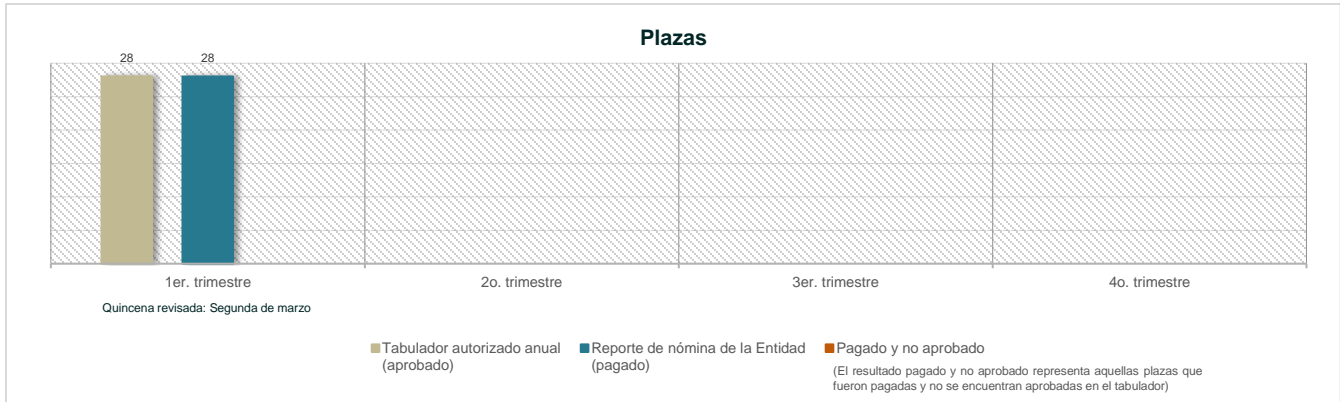 Plazas
28
28
1er. trimestre
2o. trimestre
3er. trimestre
4o. trimestre
Quincena revisada: Segunda de marzo
Tabulador autorizado anual
(aprobado)
Reporte de nómina de la Entidad
(pagado)
Pagado y no aprobado
(El resultado pagado y no aprobado representa aquellas plazas que
fueron pagadas y no se encuentran aprobadas en el tabulador)